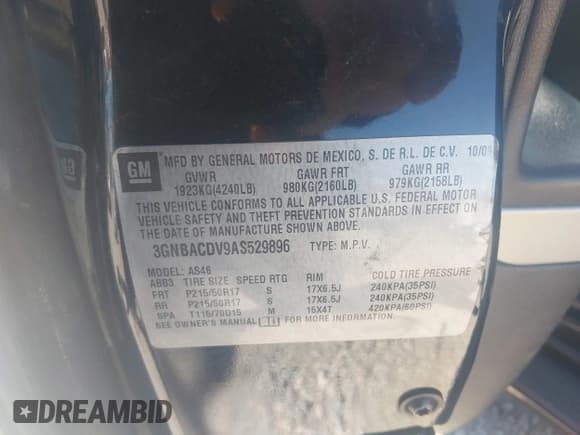 GM
MFD BY GENERAL MOTORS DE MEXICO, S. DE R.L. DE C.V. 10/09
GVWR GAWR FRT GAWR RR
1923KG(4240LB) 980KG(2160LB) 979KG(2158LB)
THIS VEHICLE CONFORMS TO ALL APPLICABLE U.S. FEDERAL MOTOR
VEHICLE SAFETY AND THEFT PREVENTION STANDARDS IN EFFECT ON
THE DATE OF MANUFACTURE SHOWN ABOVE.
3GNBACDV9AS529896 TYPE: M.P.V.
MODEL: AS46
ABB3 TIRE SIZE SPEED RTG RIM COLD TIRE PRESSURE
FRT P215/50R17 S 17X6.5J 240KPA(35PSI)
RR P215/50R17 S 17X6.5J 240KPA(35PSI)
SPA T115/70D15 M 15X4T 420KPA(60PSI)
SEE OWNER'S MANUAL FOR MORE INFORMATION.
DREAMBID